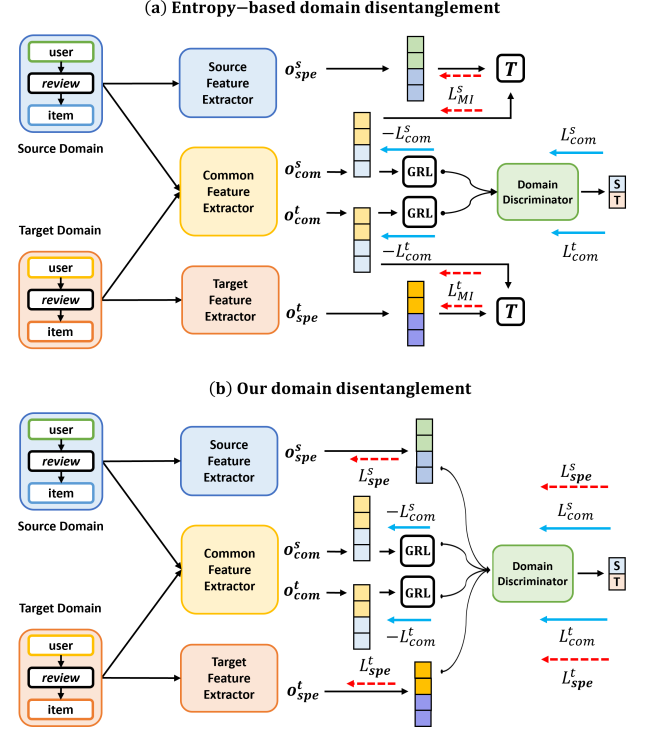 (a) Entropy−based domain disentanglement
user
review
item
Source Domain
Source
Feature
Extractor
o^s_spe
L^s_MI
T
−L^s_com
L^s_com
o^s_com
GRL
Common
Feature
Extractor
Domain
Discriminator
S
T
o^t_com
GRL
−L^t_com
L^t_com
Target Domain
user
review
item
Target
Feature
Extractor
o^t_spe
L^t_MI
T
(b) Our domain disentanglement
user
review
item
Source Domain
Source
Feature
Extractor
o^s_spe
L^s_spe
L^s_spe
−L^s_com
L^s_com
o^s_com
GRL
Common
Feature
Extractor
Domain
Discriminator
S
T
o^t_com
GRL
−L^t_com
L^t_com
Target Domain
user
review
item
Target
Feature
Extractor
o^t_spe
L^t_spe
L^t_spe